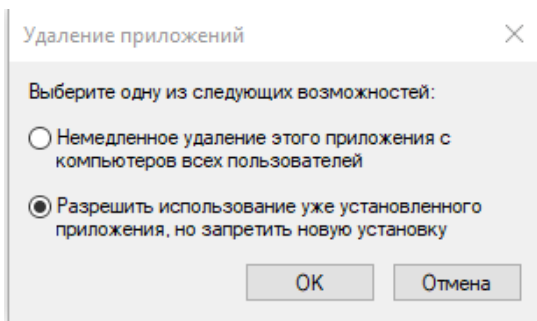 Удаление приложений
Выберите одну из следующих возможностей:
Немедленное удаление этого приложения с
компьютеров всех пользователей
Разрешить использование уже установленного
приложения, но запретить новую установку
OK
Отмена